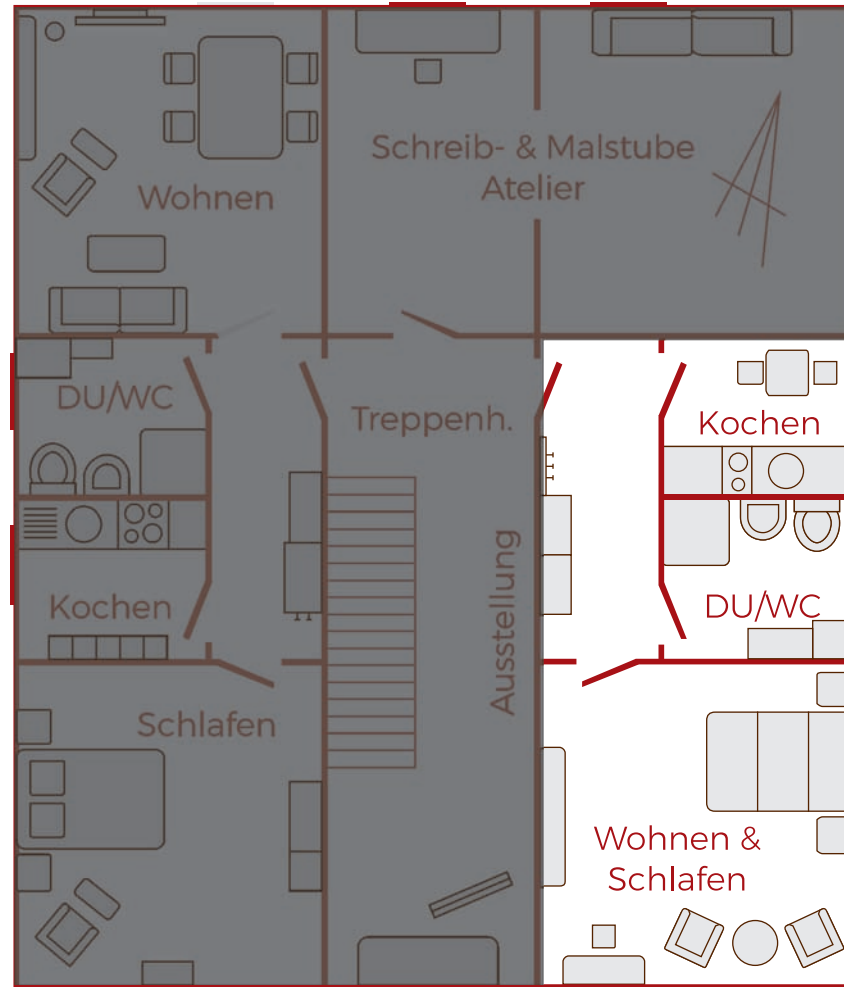 Wohnen
Schreib- & Malstube
Atelier
DU/WC
Treppenh.
Kochen
Kochen
Ausstellung
DU/WC
Schlafen
Wohnen &
Schlafen